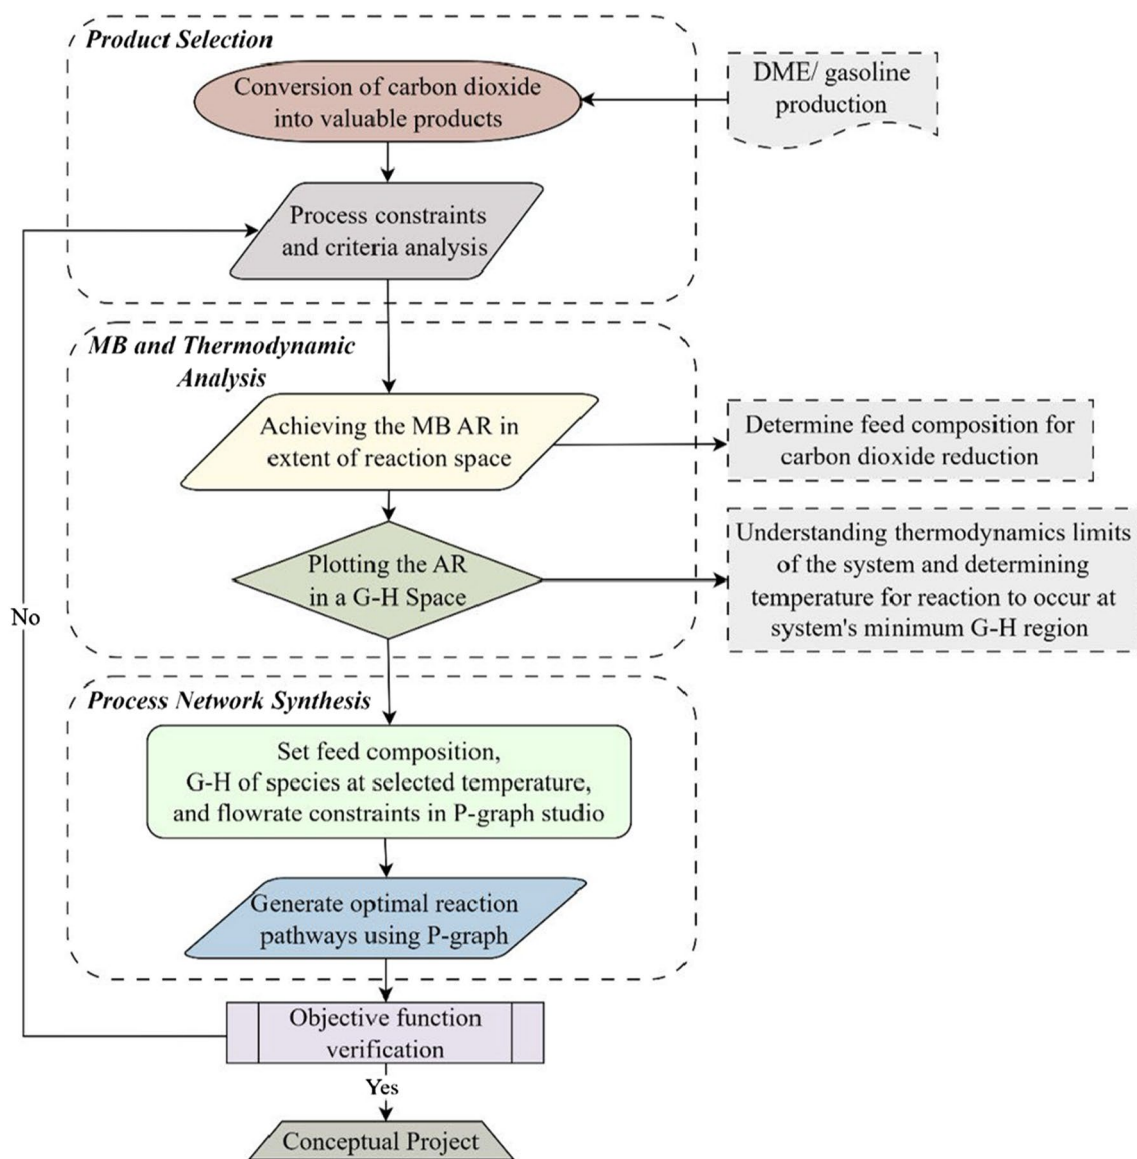 Product Selection
Conversion of carbon dioxide
into valuable products
DME/ gasoline
production
Process constraints
and criteria analysis
MB and Thermodynamic
Analysis
Achieving the MB AR in
extent of reaction space
Determine feed composition for
carbon dioxide reduction
Plotting the AR
in a G-H Space
Understanding thermodynamics limits
of the system and determining
temperature for reaction to occur at
system's minimum G-H region
No
Process Network Synthesis
Set feed composition,
G-H of species at selected temperature,
and flowrate constraints in P-graph studio
Generate optimal reaction
pathways using P-graph
Objective function
verification
Yes
Conceptual Project